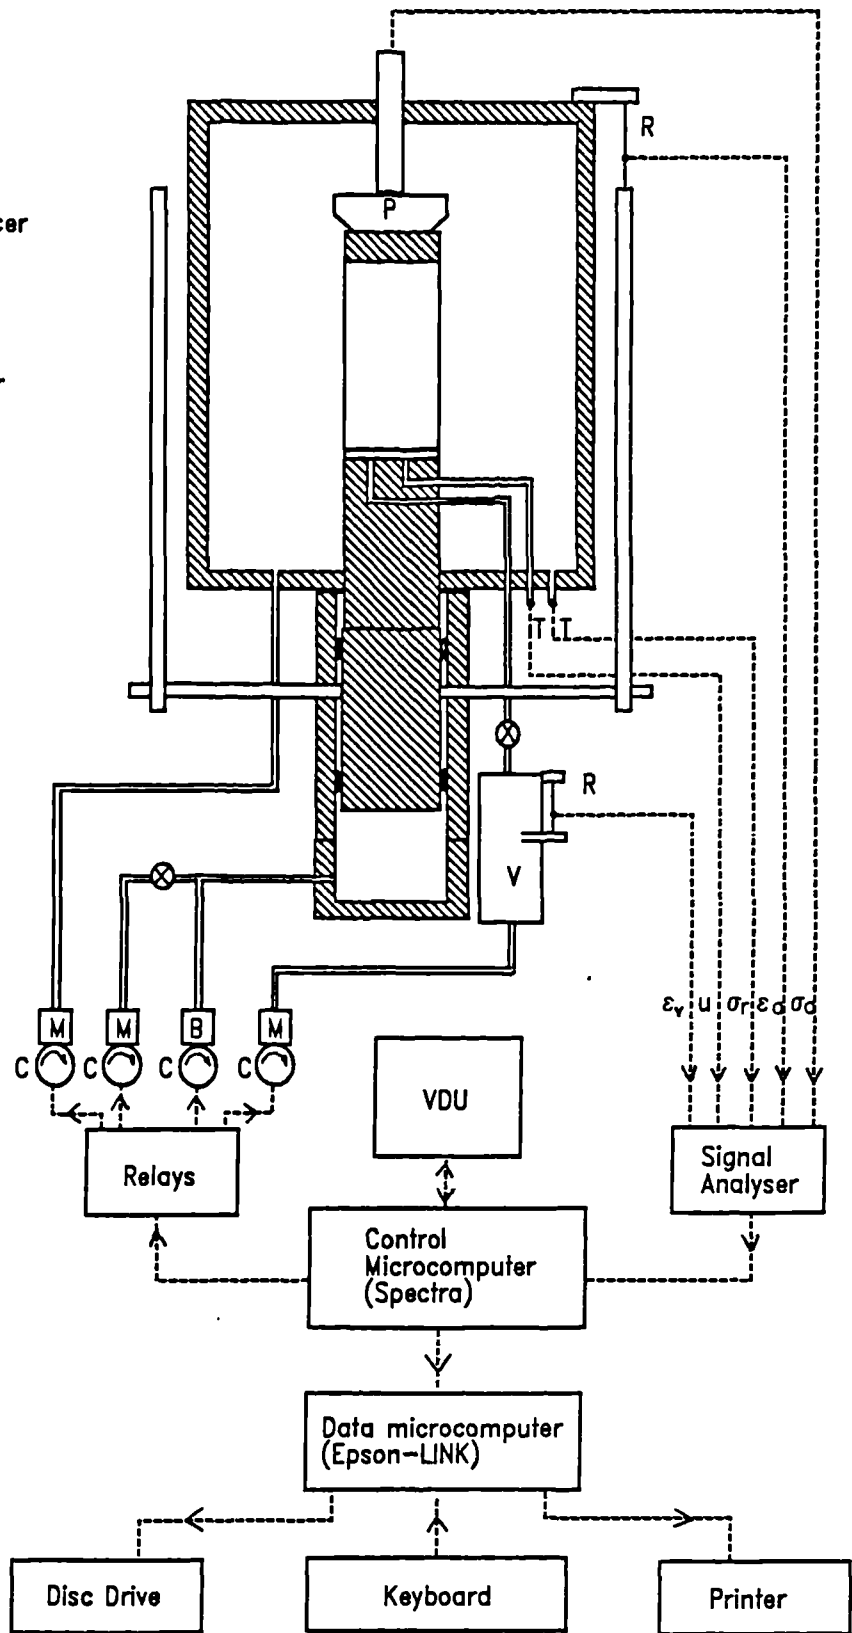 R
P
cer
r
T T
R
V
εv u σr εa σa
M M B M
C C C C
VDU
Relays
Signal
Analyser
Control
Microcomputer
(Spectra)
Data microcomputer
(Epson-LINK)
Disc Drive
Keyboard
Printer